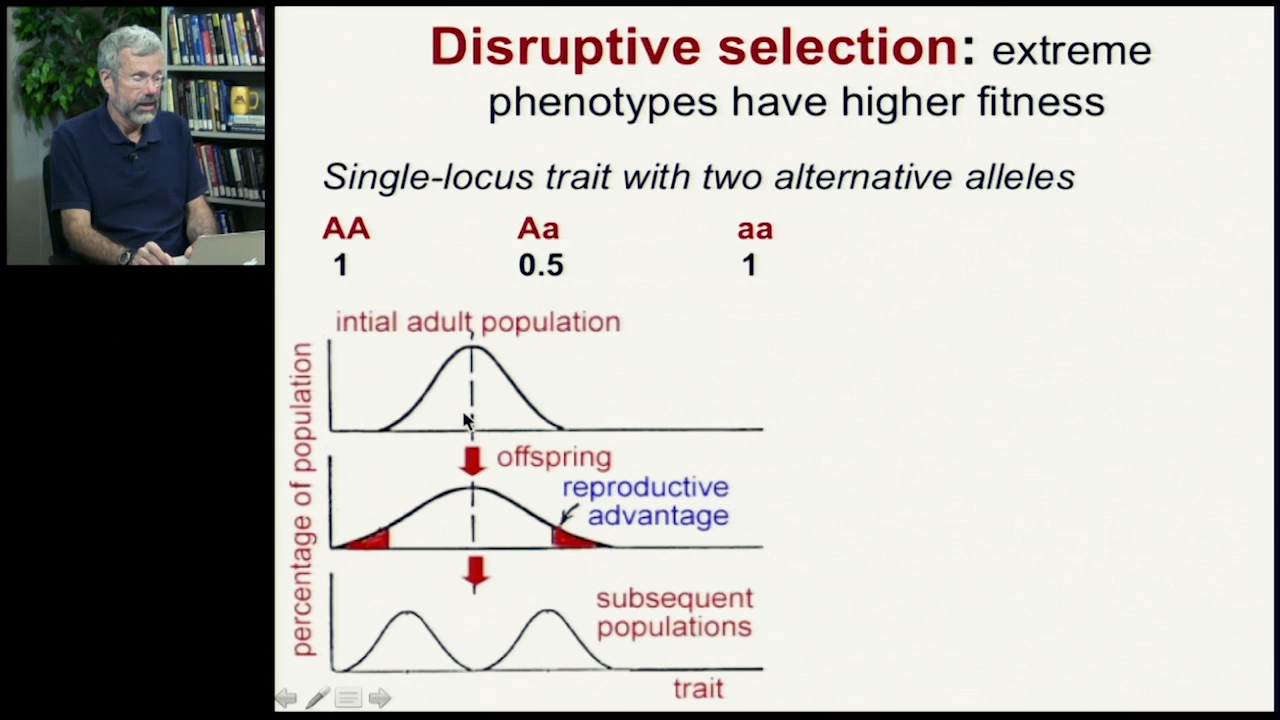 Disruptive selection: extreme
phenotypes have higher fitness
Single-locus trait with two alternative alleles
AA Aa aa
1 0.5 1
intial adult population
percentage of population
offspring
reproductive
advantage
subsequent
populations
trait